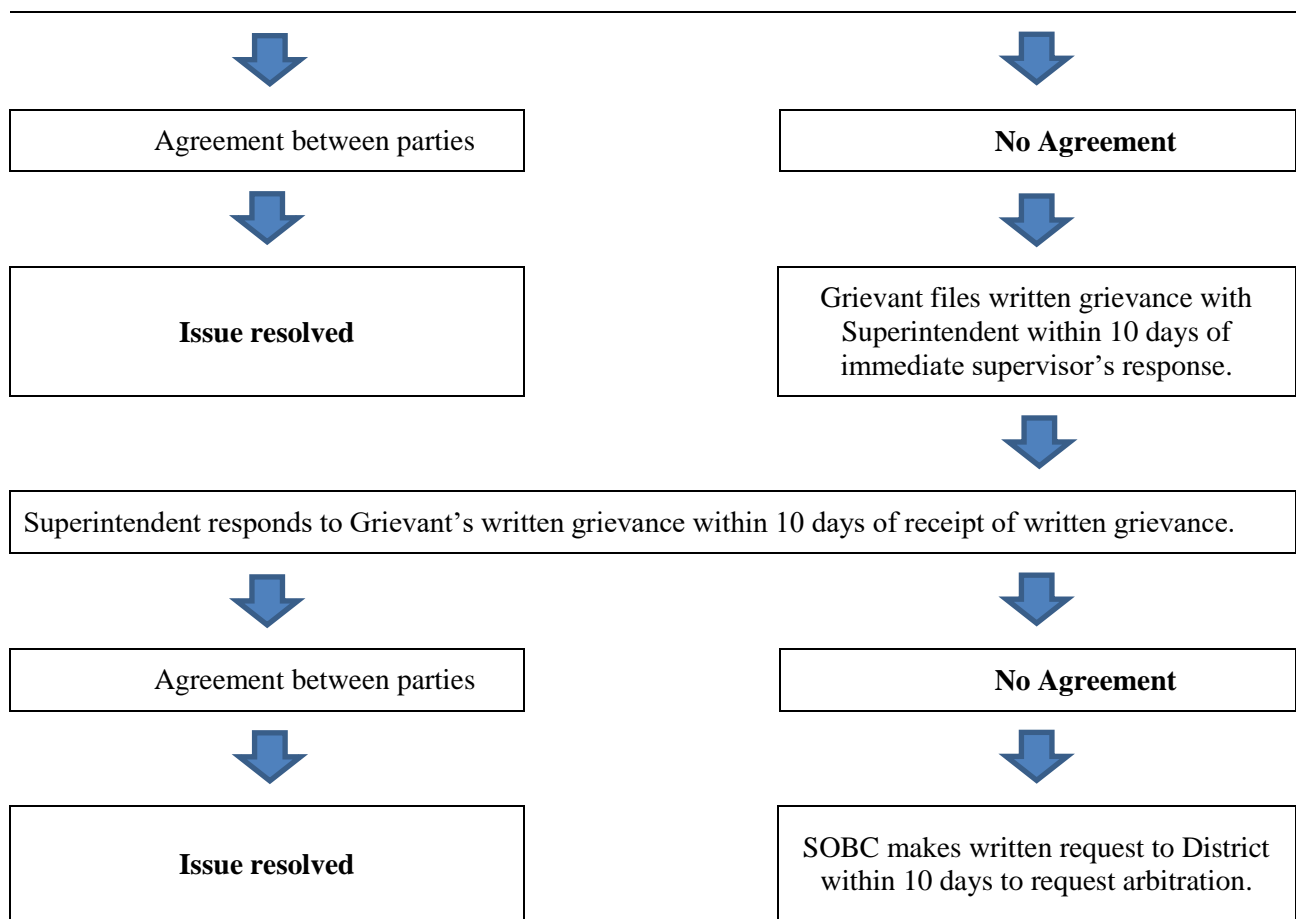 Agreement between parties
No Agreement
Issue resolved
Grievant files written grievance with
Superintendent within 10 days of
immediate supervisor’s response.
Superintendent responds to Grievant’s written grievance within 10 days of receipt of written grievance.
Agreement between parties
No Agreement
Issue resolved
SOBC makes written request to District
within 10 days to request arbitration.